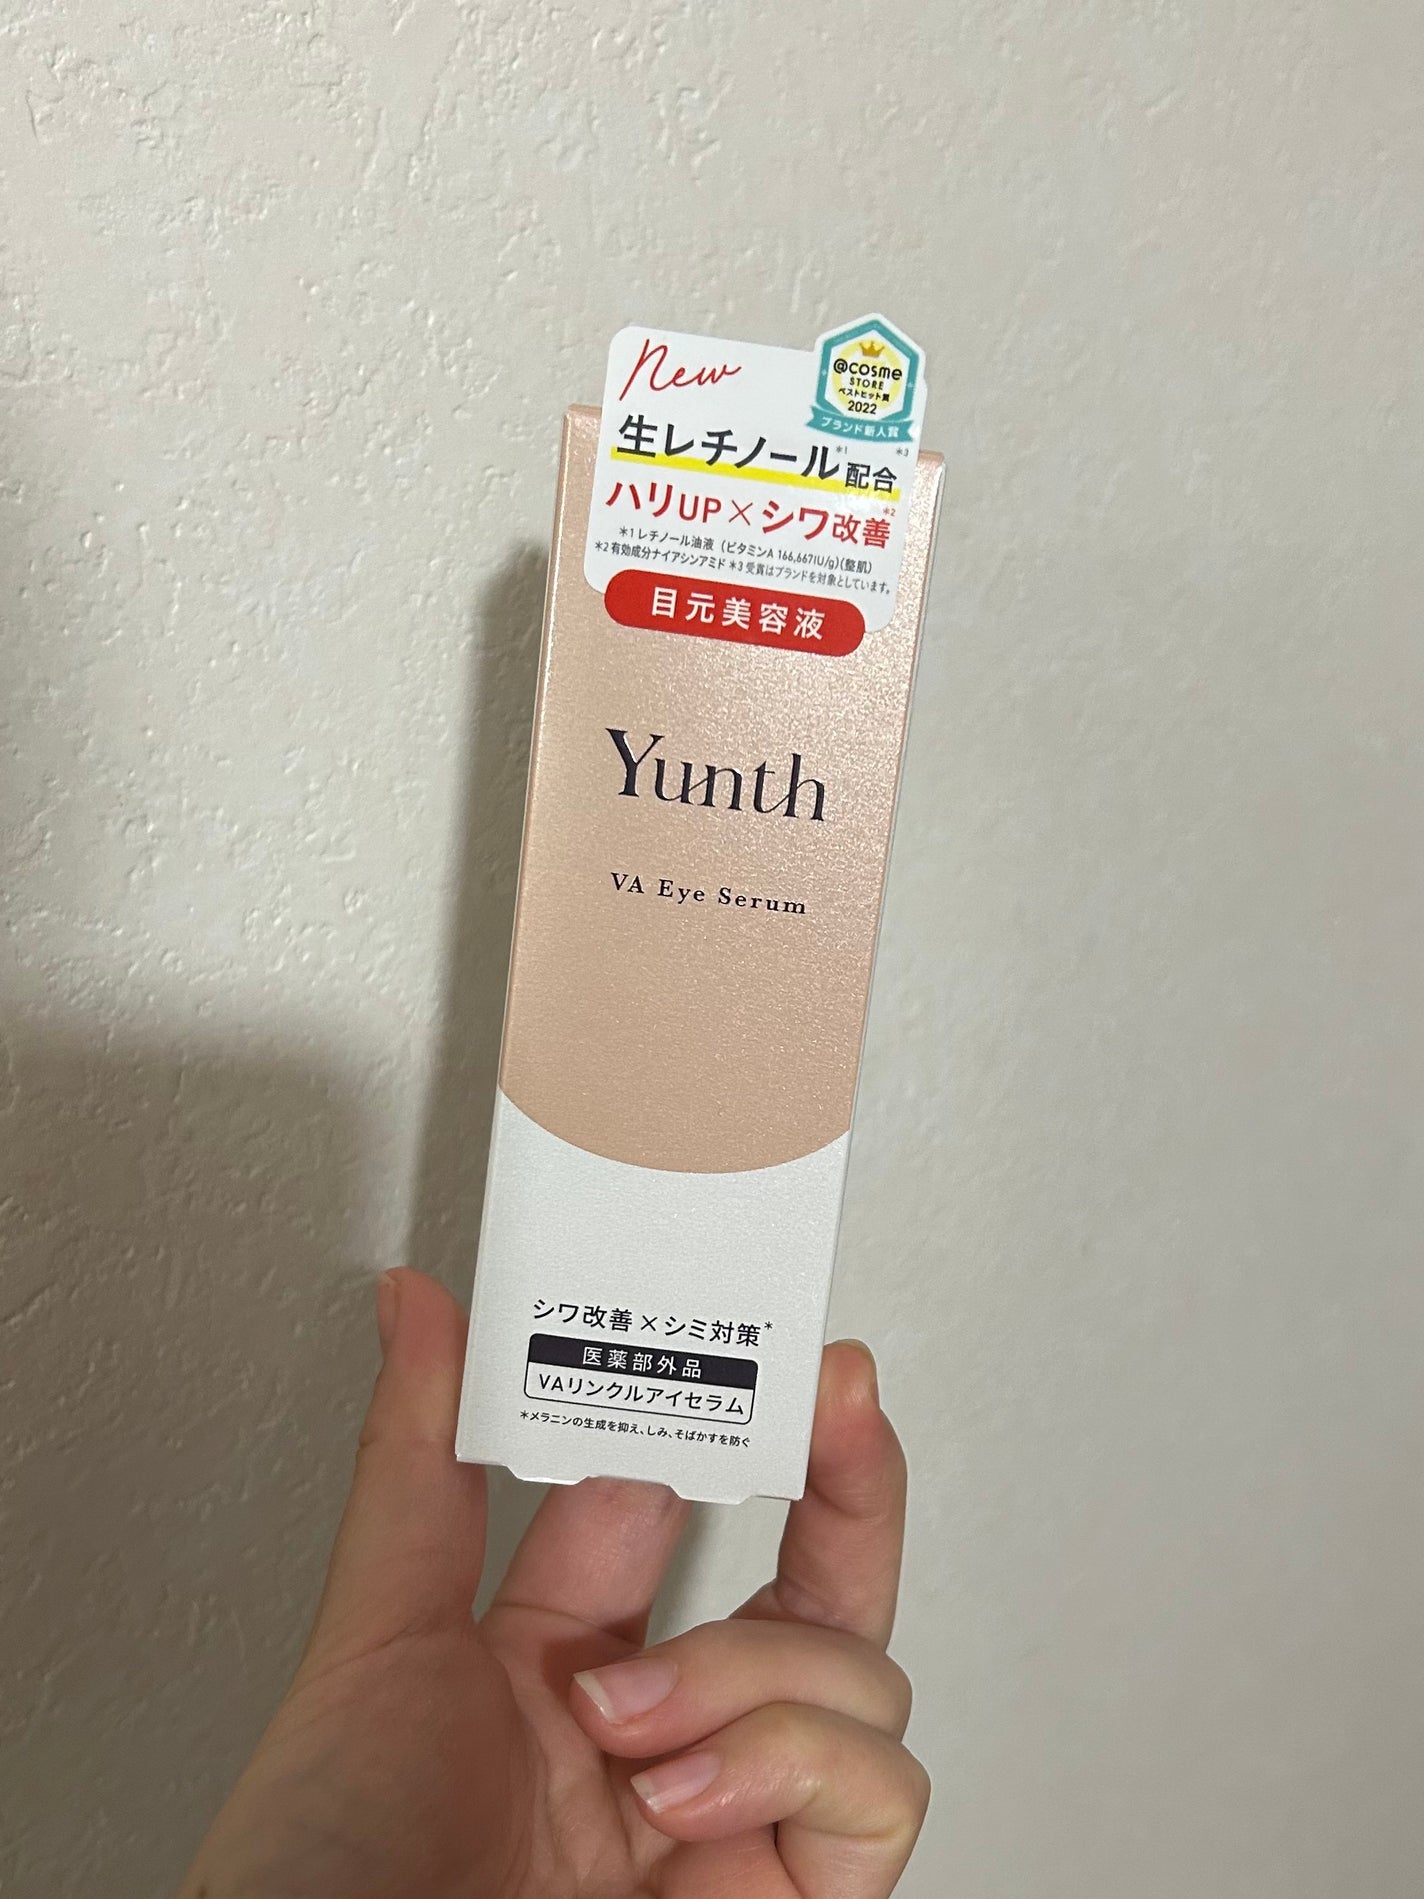 New
@cosme
STORE
ベストヒット賞
2022
ブランド新人賞
*3
生レチノール*1配合
ハリUP×シワ改善*2
*1 レチノール油液（ビタミンA 166,667IU/g)(整肌)
*2 有効成分ナイアシンアミド *3 受賞はブランドを対象としています。
目元美容液
Yunth
VA Eye Serum
シワ改善×シミ対策*
医薬部外品
VAリンクルアイセラム
*メラニンの生成を抑え、しみ、そばかすを防ぐ